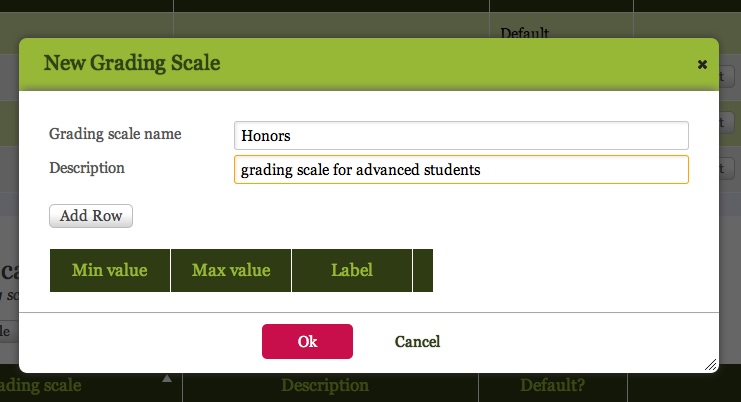 Default
New Grading Scale
Grading scale name Honors
Description grading scale for advanced students
Add Row
Min value Max value Label
Ok Cancel
ading scale Description Default?